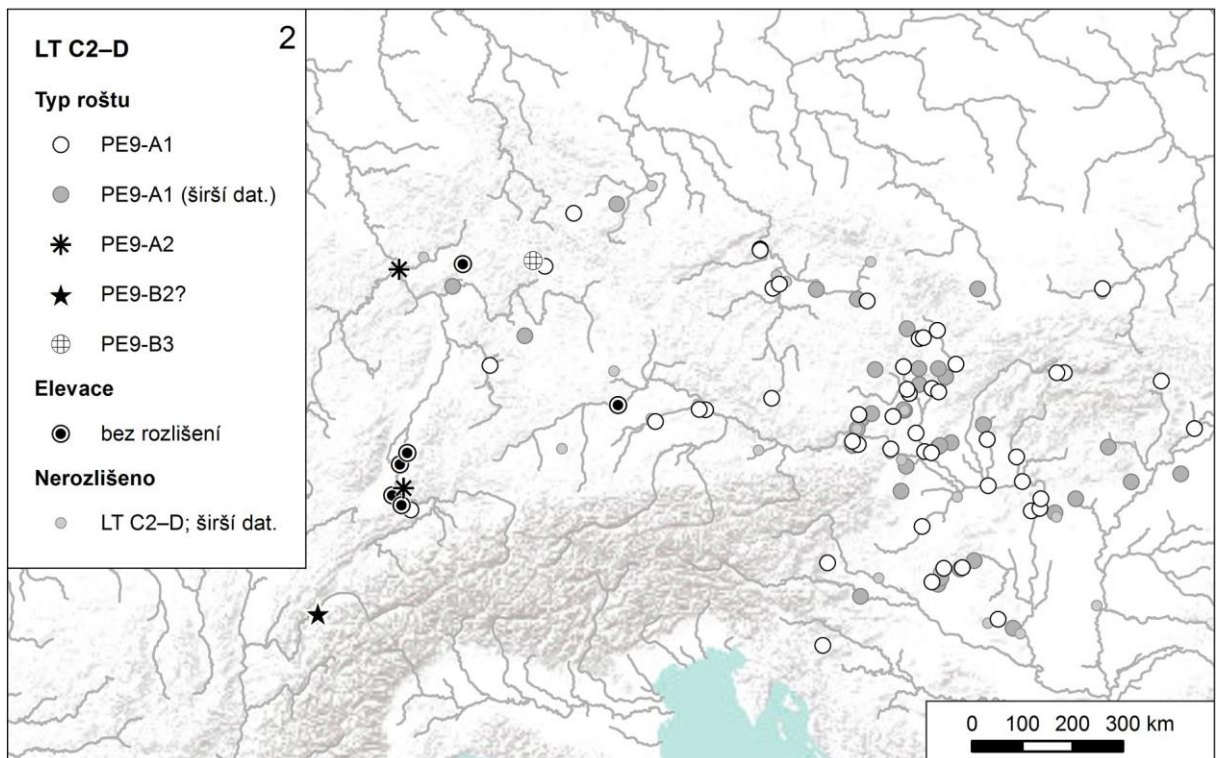 LT C2–D
2
Typ roštu
PE9-A1
PE9-A1 (širší dat.)
PE9-A2
PE9-B2?
PE9-B3
Elevace
bez rozlišení
Nerozlišeno
LT C2–D; širší dat.
0 100 200 300 km